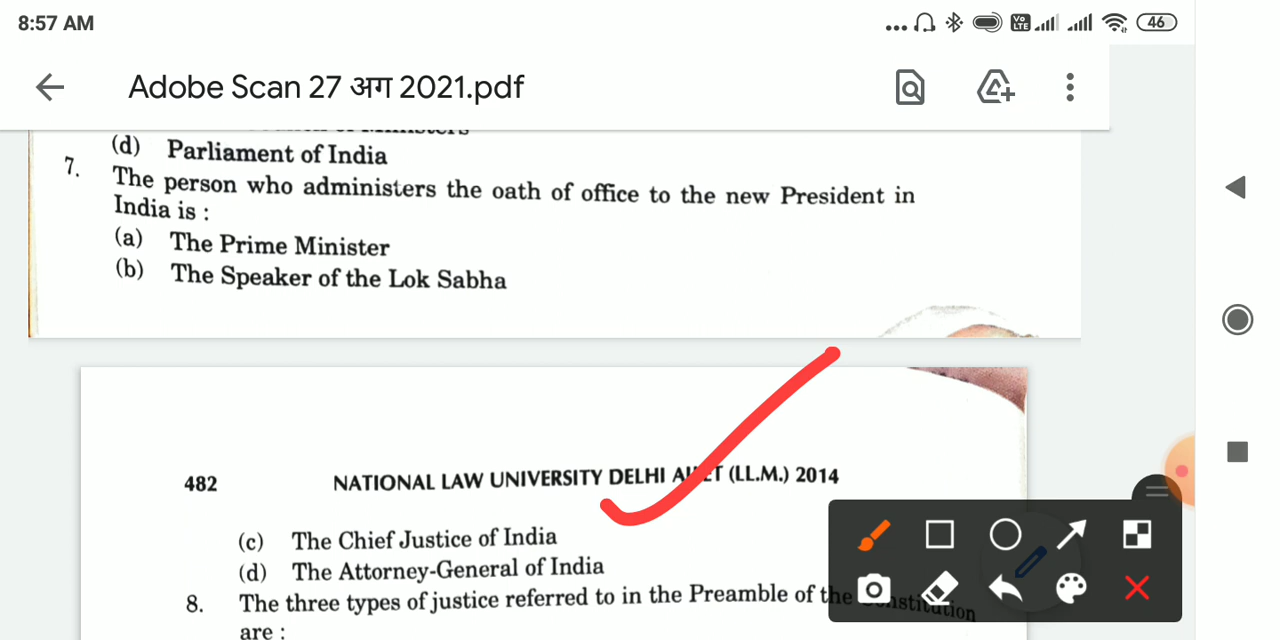 8:57 AM
Vo LTE
46
Adobe Scan 27 अग 2021.pdf
(d) Parliament of India
7. The person who administers the oath of office to the new President in
India is :
(a) The Prime Minister
(b) The Speaker of the Lok Sabha
482 NATIONAL LAW UNIVERSITY DELHI (LL.M.) 2014
(c) The Chief Justice of India
(d) The Attorney-General of India
8. The three types of justice referred to in the Preamble of the
are :